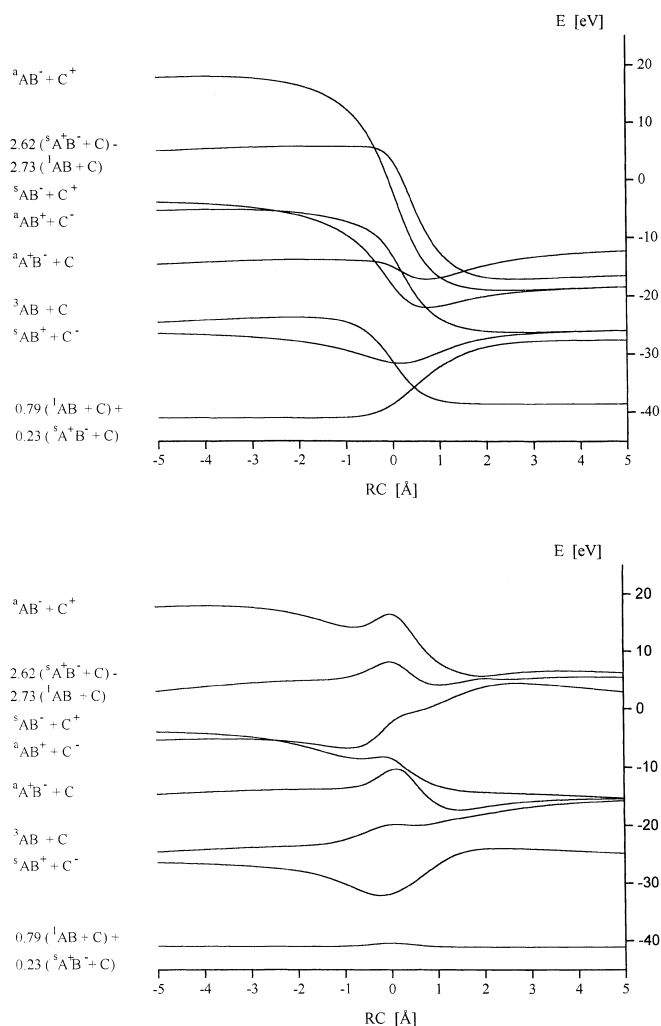 E [eV]
ᵃAB⁻ + C⁺
2.62 (ˢA⁺B⁻ + C) -
2.73 (¹AB + C)
ˢAB⁻ + C⁺
ᵃAB⁺ + C⁻
ᵃA⁺B⁻ + C
³AB + C
ˢAB⁺ + C⁻
0.79 (¹AB + C) +
0.23 (ˢA⁺B⁻ + C)
20
10
0
-10
-20
-30
-40
-5 -4 -3 -2 -1 0 1 2 3 4 5
RC [Å]
E [eV]
ᵃAB⁻ + C⁺
2.62 (ˢA⁺B⁻ + C) -
2.73 (¹AB + C)
ˢAB⁻ + C⁺
ᵃAB⁺ + C⁻
ᵃA⁺B⁻ + C
³AB + C
ˢAB⁺ + C⁻
0.79 (¹AB + C) +
0.23 (ˢA⁺B⁻ + C)
20
10
0
-10
-20
-30
-40
-5 -4 -3 -2 -1 0 1 2 3 4 5
RC [Å]